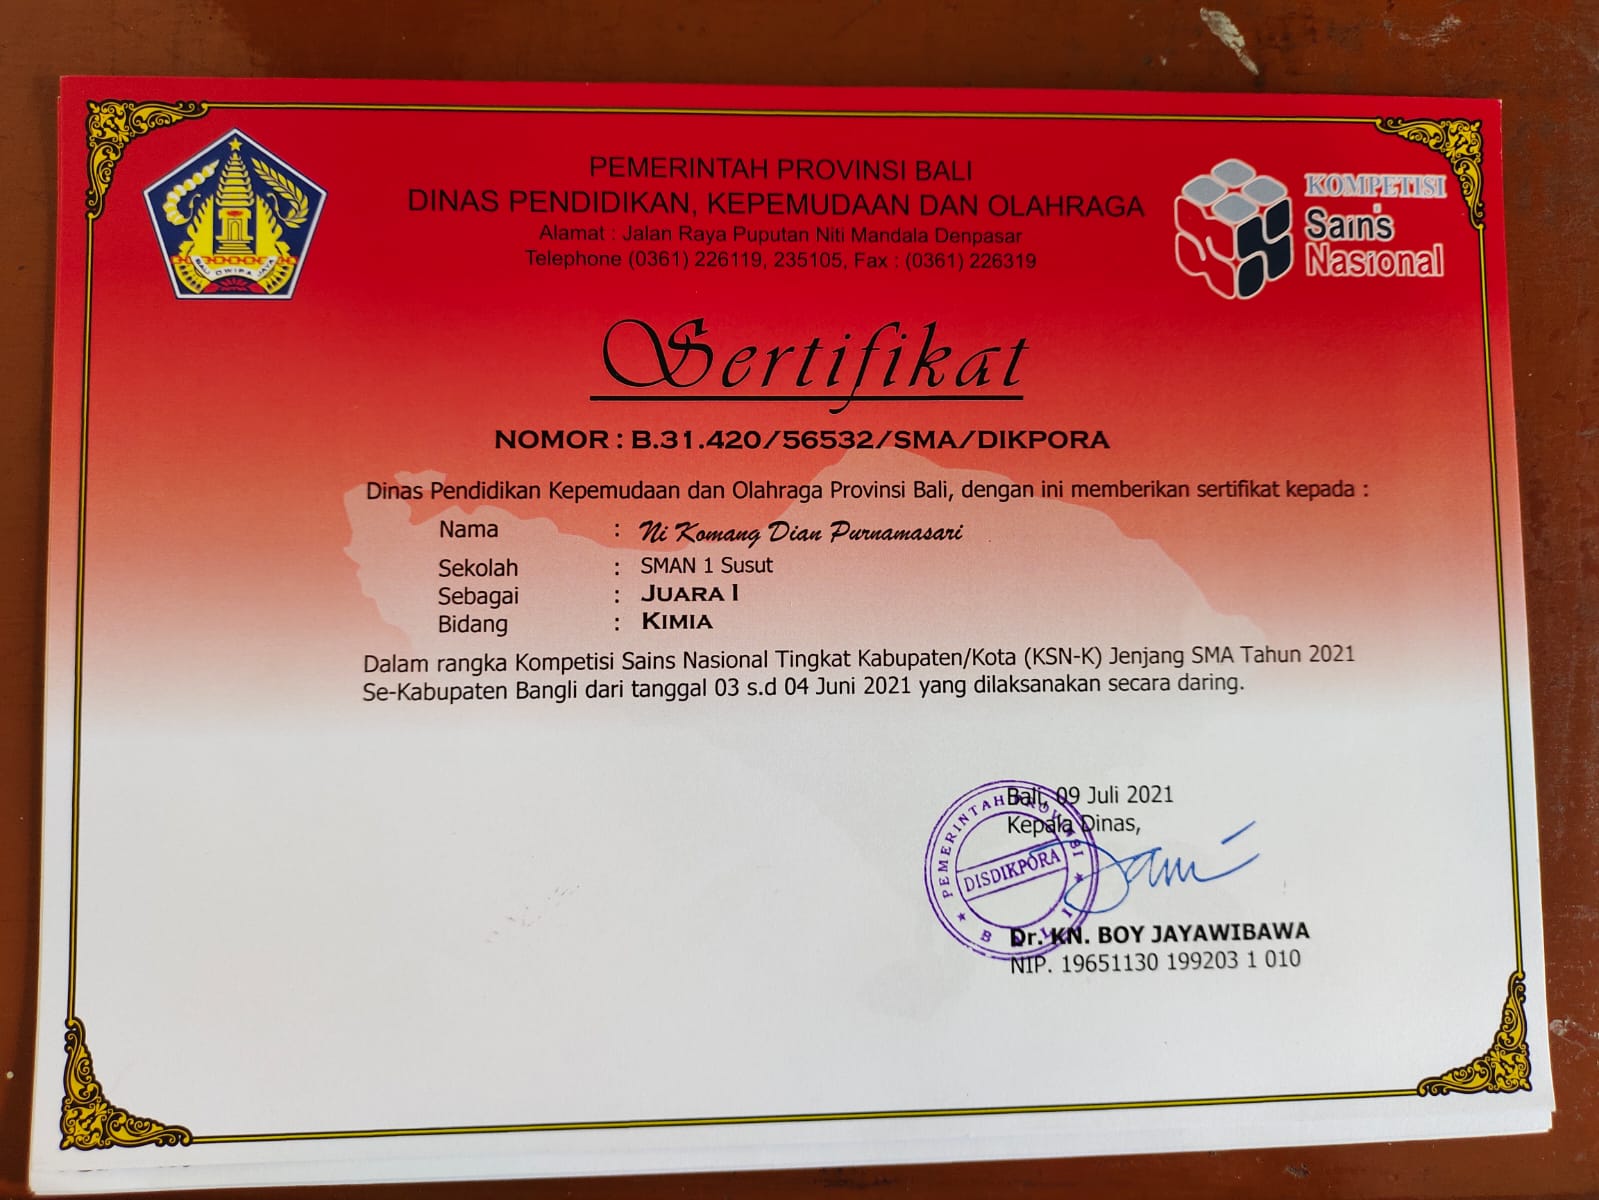 PEMERINTAH PROVINSI BALI
DINAS PENDIDIKAN, KEPEMUDAAN DAN OLAHRAGA
Alamat : Jalan Raya Puputan Niti Mandala Denpasar
Telephone (0361) 226119, 235105, Fax : (0361) 226319
BALI DWIPA JAYA
KOMPETISI
Sains
Nasional
Sertifikat
NOMOR : B.31.420/56532/SMA/DIKPORA
Dinas Pendidikan Kepemudaan dan Olahraga Provinsi Bali, dengan ini memberikan sertifikat kepada :
Nama : Ni Komang Dian Purnamasari
Sekolah : SMAN 1 Susut
Sebagai : JUARA I
Bidang : KIMIA
Dalam rangka Kompetisi Sains Nasional Tingkat Kabupaten/Kota (KSN-K) Jenjang SMA Tahun 2021
Se-Kabupaten Bangli dari tanggal 03 s.d 04 Juni 2021 yang dilaksanakan secara daring.
Bali, 09 Juli 2021
Kepala Dinas,
PEMERINTAH PROVINSI
DISDIKPORA
BALI
Dr. KN. BOY JAYAWIBAWA
NIP. 19651130 199203 1 010